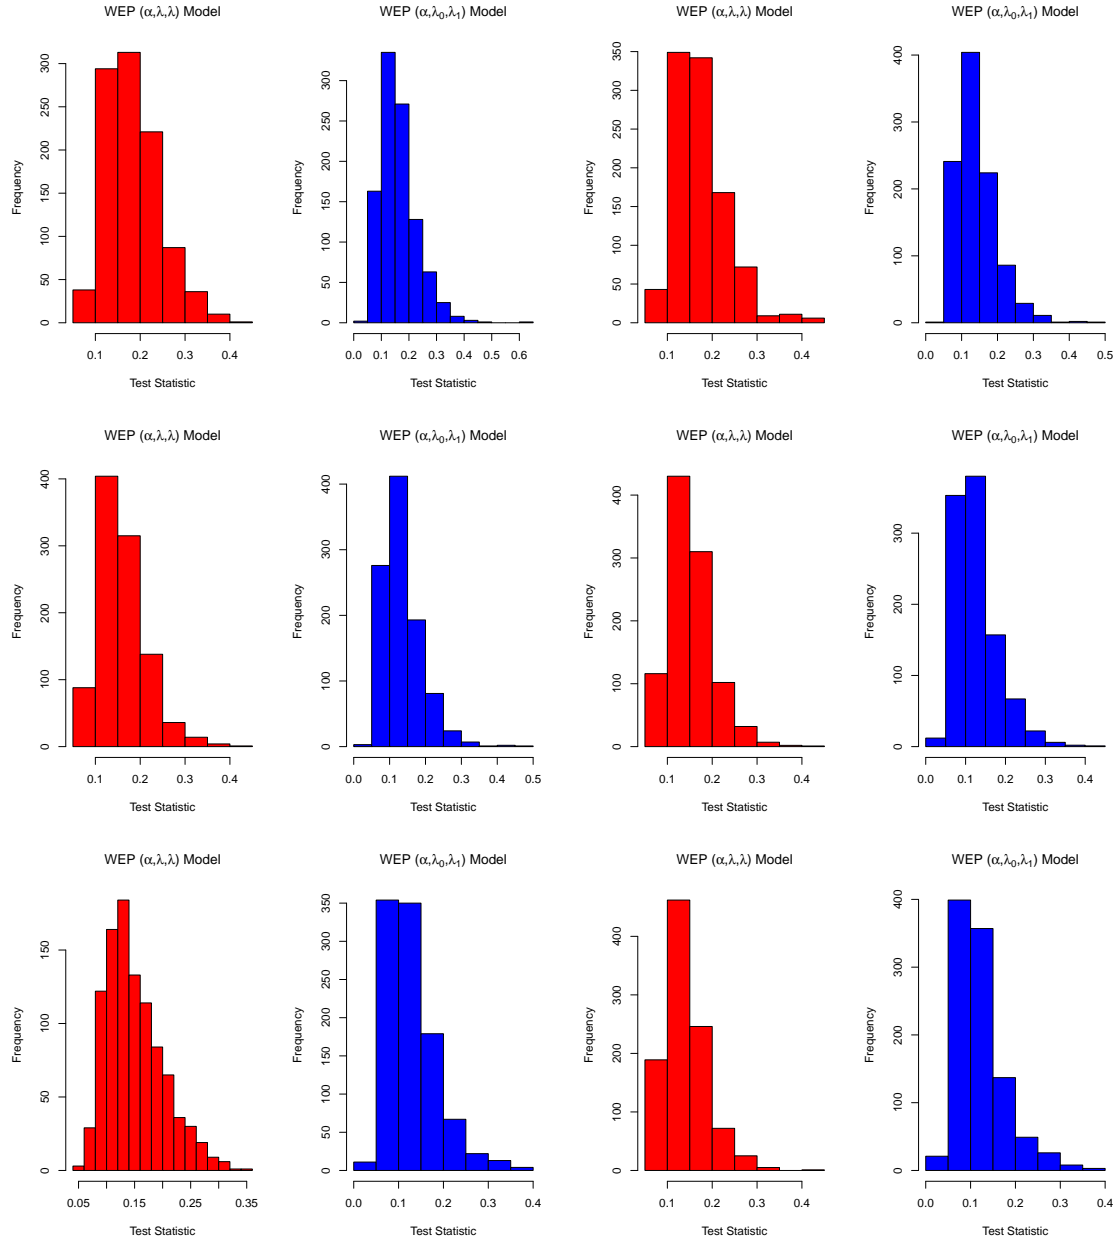 WEP (α,λ,λ) Model
Frequency
0 50 100 150 200 250 300
0.1 0.2 0.3 0.4
Test Statistic
WEP (α,λ₀,λ₁) Model
Frequency
0 50 100 150 200 250 300
0.0 0.1 0.2 0.3 0.4 0.5 0.6
Test Statistic
WEP (α,λ,λ) Model
Frequency
0 50 100 150 200 250 300 350
0.1 0.2 0.3 0.4
Test Statistic
WEP (α,λ₀,λ₁) Model
Frequency
0 100 200 300 400
0.0 0.1 0.2 0.3 0.4 0.5
Test Statistic
WEP (α,λ,λ) Model
Frequency
0 100 200 300 400
0.1 0.2 0.3 0.4
Test Statistic
WEP (α,λ₀,λ₁) Model
Frequency
0 100 200 300 400
0.0 0.1 0.2 0.3 0.4 0.5
Test Statistic
WEP (α,λ,λ) Model
Frequency
0 100 200 300 400
0.1 0.2 0.3 0.4
Test Statistic
WEP (α,λ₀,λ₁) Model
Frequency
0 100 200 300
0.0 0.1 0.2 0.3 0.4
Test Statistic
WEP (α,λ,λ) Model
Frequency
0 50 100 150
0.05 0.15 0.25 0.35
Test Statistic
WEP (α,λ₀,λ₁) Model
Frequency
0 50 100 150 200 250 300 350
0.0 0.1 0.2 0.3 0.4
Test Statistic
WEP (α,λ,λ) Model
Frequency
0 100 200 300 400
0.1 0.2 0.3 0.4
Test Statistic
WEP (α,λ₀,λ₁) Model
Frequency
0 100 200 300 400
0.0 0.1 0.2 0.3 0.4
Test Statistic